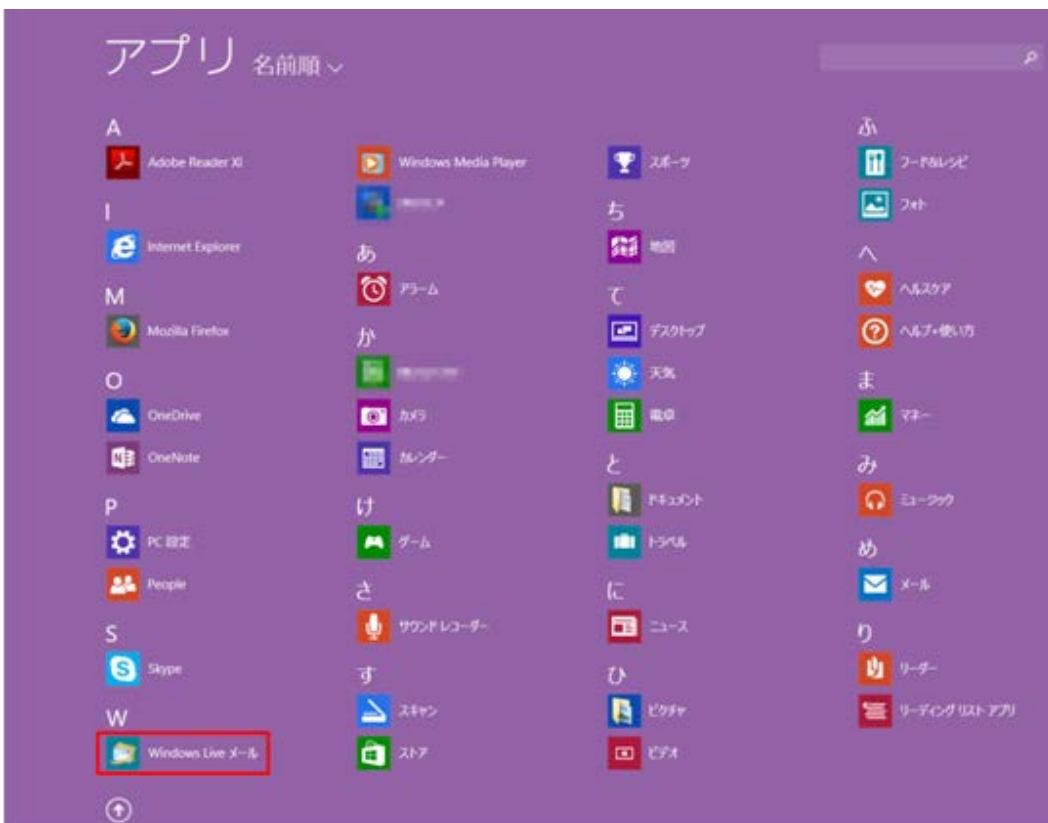 アプリ 名前順
A
Adobe Reader XI
I
Internet Explorer
M
Mozilla Firefox
O
OneDrive
OneNote
P
PC 設定
People
S
Skype
W
Windows Live メール
Windows Media Player
あ
アラーム
か
カメラ
カレンダー
け
ゲーム
さ
サウンド レコーダー
す
スキャン
ストア
スポーツ
ち
地図
て
デスクトップ
天気
電卓
と
ドキュメント
トラベル
に
ニュース
ひ
ピクチャ
ビデオ
ふ
フード&レシピ
フォト
へ
ヘルスケア
ヘルプ+使い方
ま
マネー
み
ミュージック
め
メール
り
リーダー
リーディング リスト アプリ